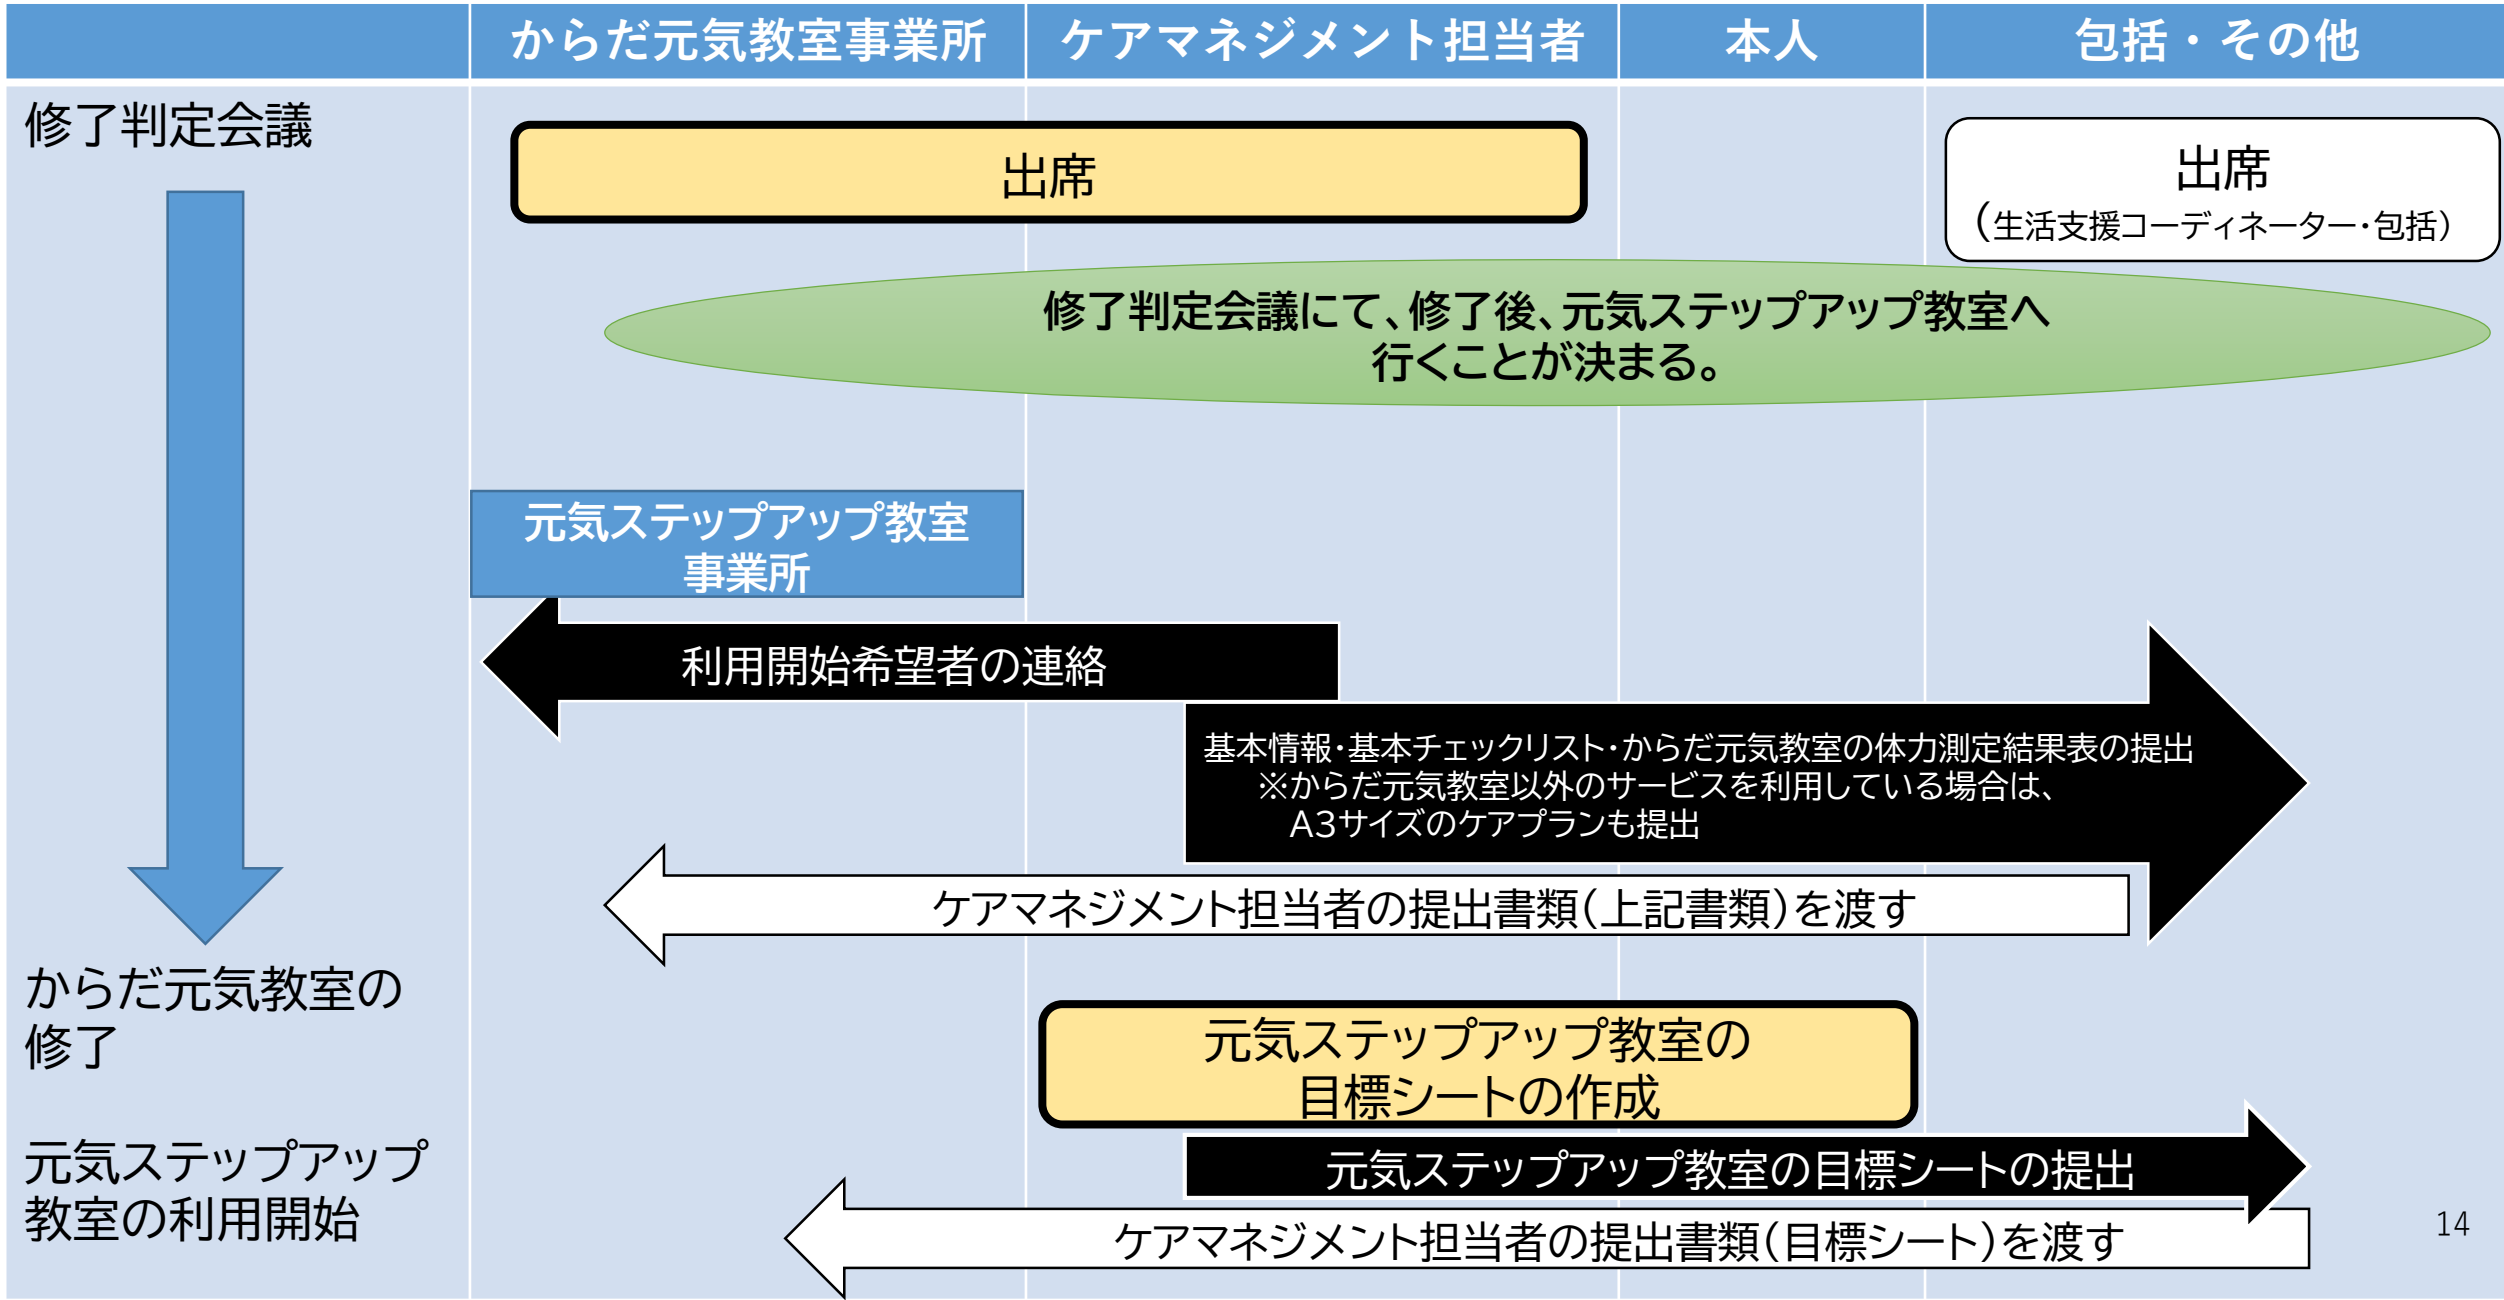 からだ元気教室事業所
ケアマネジメント担当者
本人
包括・その他
修了判定会議
出席
出席
（生活支援コーディネーター・包括）
修了判定会議にて、修了後、元気ステップアップ教室へ
行くことが決まる。
元気ステップアップ教室
事業所
利用開始希望者の連絡
基本情報・基本チェックリスト・からだ元気教室の体力測定結果表の提出
※からだ元気教室以外のサービスを利用している場合は、
A3サイズのケアプランも提出
ケアマネジメント担当者の提出書類（上記書類）を渡す
からだ元気教室の
修了
元気ステップアップ教室の
目標シートの作成
元気ステップアップ
教室の利用開始
元気ステップアップ教室の目標シートの提出
ケアマネジメント担当者の提出書類（目標シート）を渡す
14